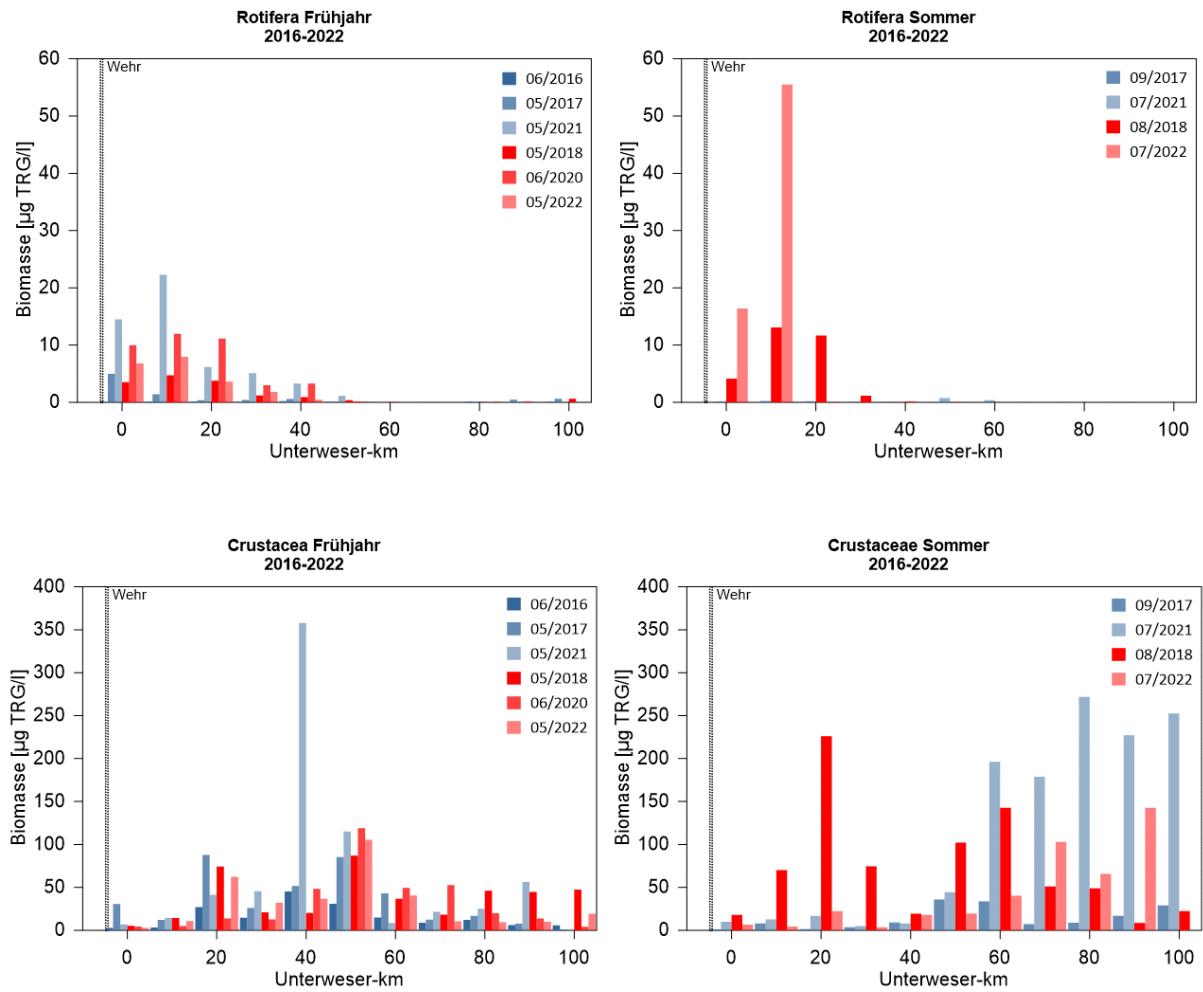 Rotifera Frühjahr
2016-2022
Wehr
06/2016
05/2017
05/2021
05/2018
06/2020
05/2022
Biomasse [µg TRG/l]
60
50
40
30
20
10
0
0 20 40 60 80 100
Unterweser-km
Rotifera Sommer
2016-2022
Wehr
09/2017
07/2021
08/2018
07/2022
Biomasse [µg TRG/l]
60
50
40
30
20
10
0
0 20 40 60 80 100
Unterweser-km
Crustacea Frühjahr
2016-2022
Wehr
06/2016
05/2017
05/2021
05/2018
06/2020
05/2022
Biomasse [µg TRG/l]
400
350
300
250
200
150
100
50
0
0 20 40 60 80 100
Unterweser-km
Crustaceae Sommer
2016-2022
Wehr
09/2017
07/2021
08/2018
07/2022
Biomasse [µg TRG/l]
400
350
300
250
200
150
100
50
0
0 20 40 60 80 100
Unterweser-km